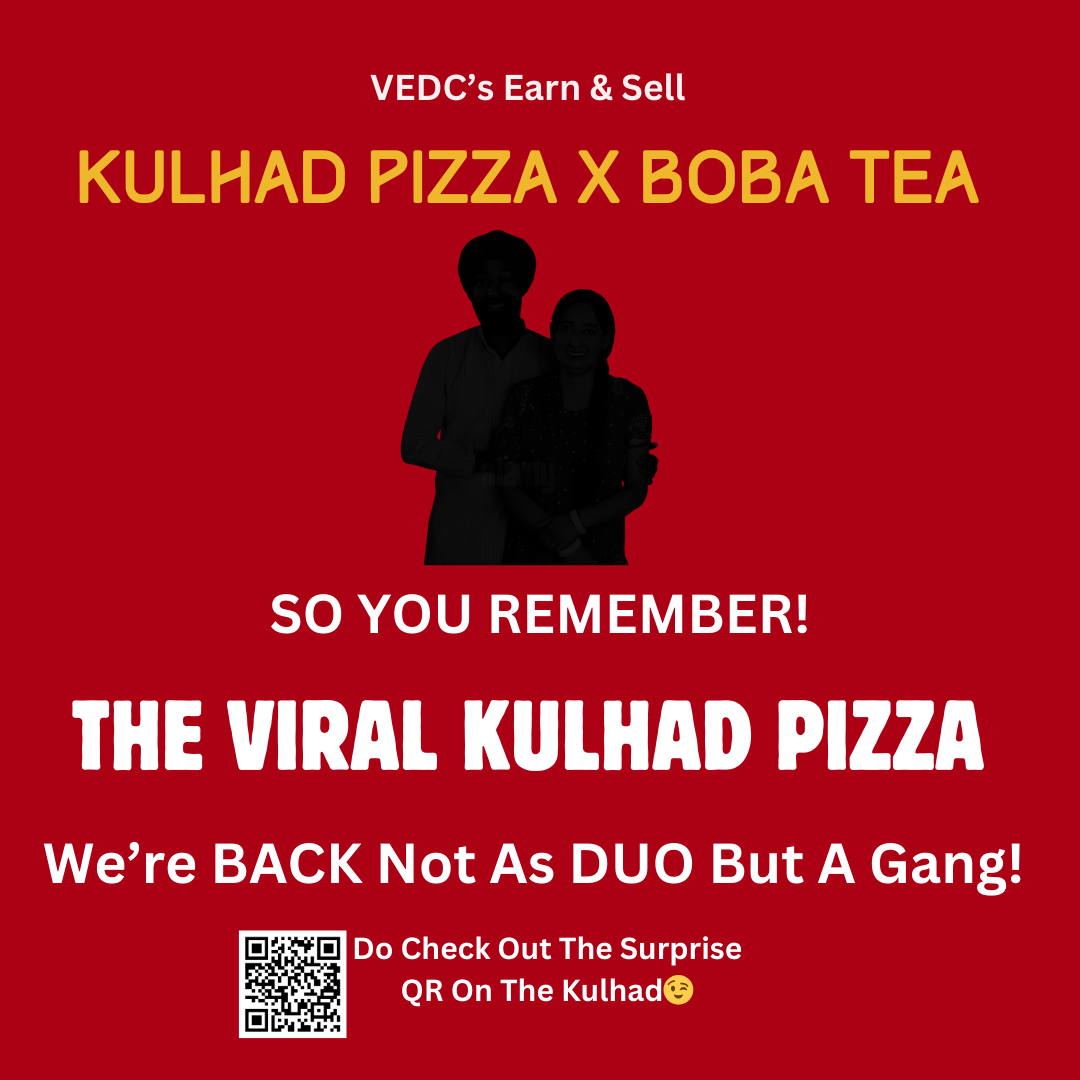 VEDC’s Earn & Sell
KULHAD PIZZA X BOBA TEA
SO YOU REMEMBER!
THE VIRAL KULHAD PIZZA
We’re BACK Not As DUO But A Gang!
Do Check Out The Surprise
QR On The Kulhad😉